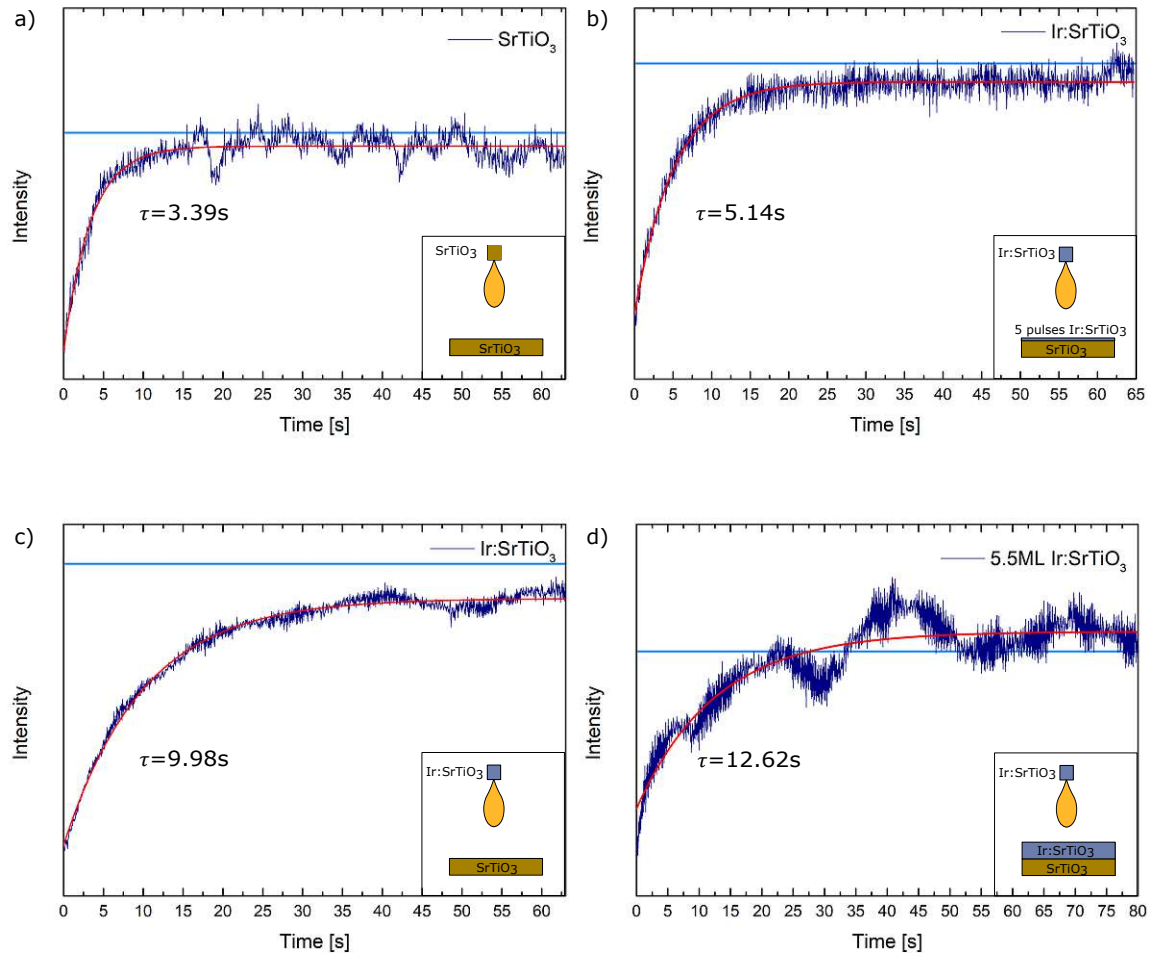 a)
SrTiO₃
Intensity
τ=3.39s
SrTiO₃
SrTiO₃
0 5 10 15 20 25 30 35 40 45 50 55 60
Time [s]
b)
Ir:SrTiO₃
Intensity
τ=5.14s
Ir:SrTiO₃
5 pulses Ir:SrTiO₃
SrTiO₃
0 5 10 15 20 25 30 35 40 45 50 55 60 65
Time [s]
c)
Ir:SrTiO₃
Intensity
τ=9.98s
Ir:SrTiO₃
SrTiO₃
0 5 10 15 20 25 30 35 40 45 50 55 60
Time [s]
d)
5.5ML Ir:SrTiO₃
Intensity
τ=12.62s
Ir:SrTiO₃
Ir:SrTiO₃
SrTiO₃
0 5 10 15 20 25 30 35 40 45 50 55 60 65 70 75 80
Time [s]